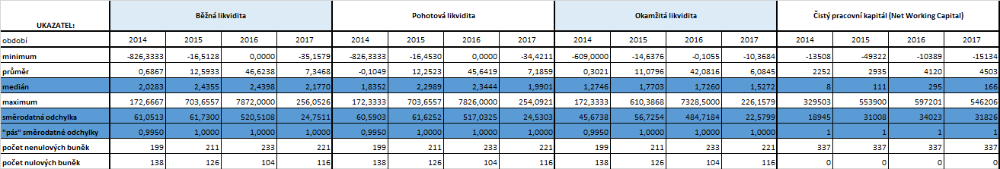 UKAZATEL: Běžná likvidita Pohotová likvidita Okamžitá likvidita Čistý pracovní kapitál (Net Working Capital)
období 2014 2015 2016 2017 2014 2015 2016 2017 2014 2015 2016 2017 2014 2015 2016 2017
minimum -826,3333 -16,5128 0,0000 -35,1579 -826,3333 -16,4530 0,0000 -34,4211 -609,0000 -14,6376 -0,1055 -10,3684 -13508 -49322 -10389 -15134
průměr 0,6867 12,5933 46,6238 7,3468 -0,1049 12,2523 45,6419 7,1859 0,3021 11,0796 42,0816 6,0845 2252 2935 4120 4503
medián 2,0283 2,4355 2,4398 2,1770 1,8352 2,2989 2,3444 1,9901 1,2746 1,7703 1,7260 1,5272 8 111 295 166
maximum 172,6667 703,6557 7872,0000 256,0526 172,3333 703,6557 7826,0000 254,0921 172,3333 610,3868 7328,5000 226,1579 329503 553900 597201 546206
směrodatná odchylka 61,0513 61,7300 520,5108 24,7511 60,5903 61,6252 517,0325 24,5303 45,6738 56,7254 484,7184 22,5799 18945 31008 34023 31826
"pás" směrodatné odchylky 0,9950 1,0000 1,0000 1,0000 0,9950 1,0000 1,0000 1,0000 0,9950 1,0000 1,0000 1,0000 1 1 1 1
počet nenulových buněk 199 211 233 221 199 211 233 221 199 211 233 221 337 337 337 337
počet nulových buněk 138 126 104 116 138 126 104 116 138 126 104 116 0 0 0 0